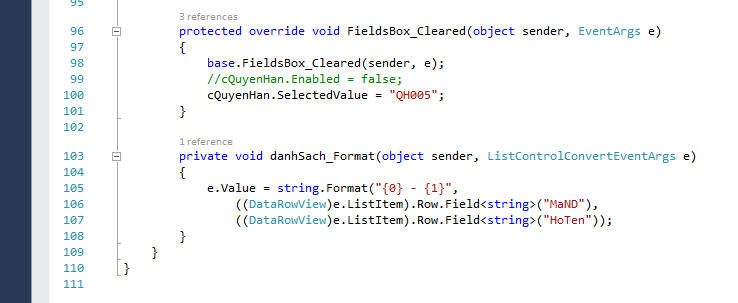 95
3 references
96 protected override void FieldsBox_Cleared(object sender, EventArgs e)
97 {
98 base.FieldsBox_Cleared(sender, e);
99 //cQuyenHan.Enabled = false;
100 cQuyenHan.SelectedValue = "QH005";
101 }
102
1 reference
103 private void danhSach_Format(object sender, ListControlConvertEventArgs e)
104 {
105 e.Value = string.Format("{0} - {1}",
106 ((DataRowView)e.ListItem).Row.Field<string>("MaND"),
107 ((DataRowView)e.ListItem).Row.Field<string>("HoTen"));
108 }
109 }
110 }
111